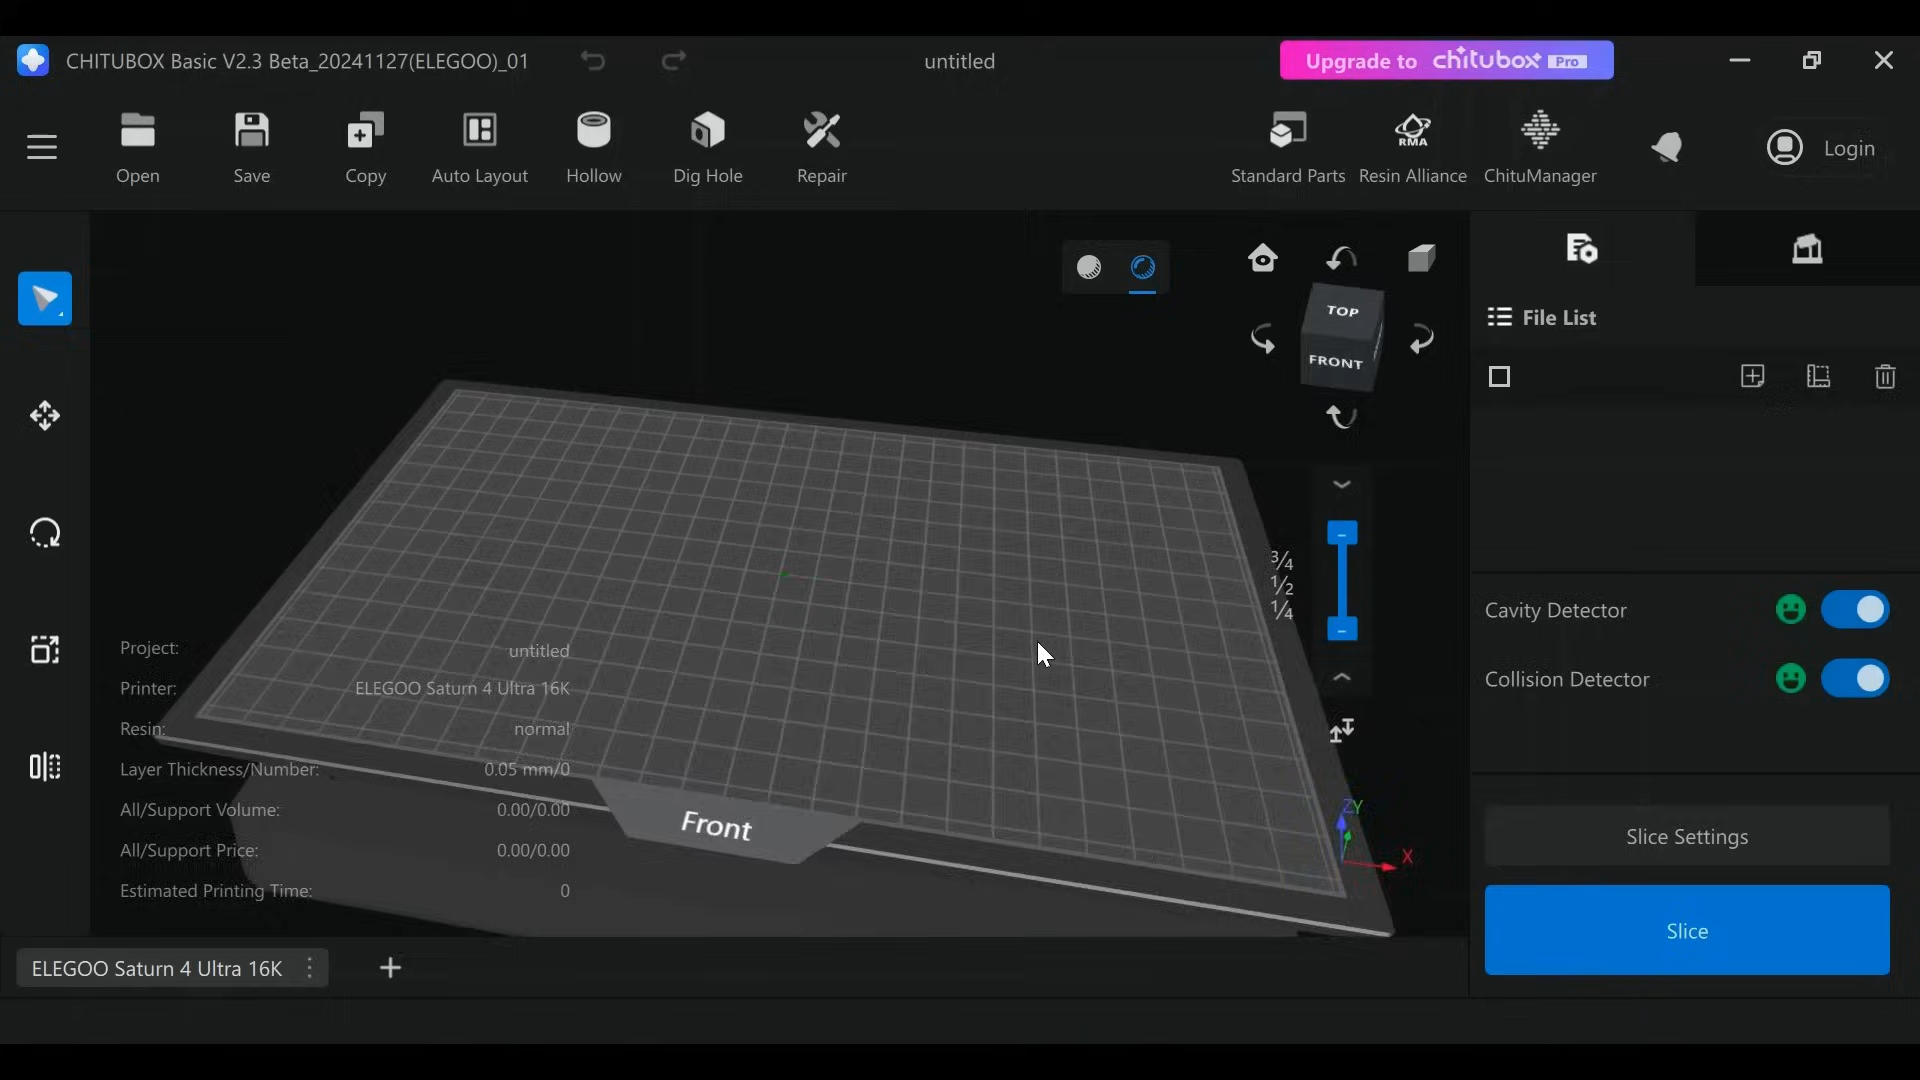 CHITUBOX Basic V2.3 Beta_20241127(ELEGOO)_01
untitled
Upgrade to chitubox Pro
Open
Save
Copy
Auto Layout
Hollow
Dig Hole
Repair
RMA
Standard Parts
Resin Alliance
ChituManager
Login
TOP
FRONT
File List
3/4
1/2
1/4
Cavity Detector
Collision Detector
Project: untitled
Printer: ELEGOO Saturn 4 Ultra 16K
Resin: normal
Layer Thickness/Number: 0.05 mm/0
All/Support Volume: 0.00/0.00
All/Support Price: 0.00/0.00
Estimated Printing Time: 0
Front
Z
Y
X
Slice Settings
Slice
ELEGOO Saturn 4 Ultra 16K